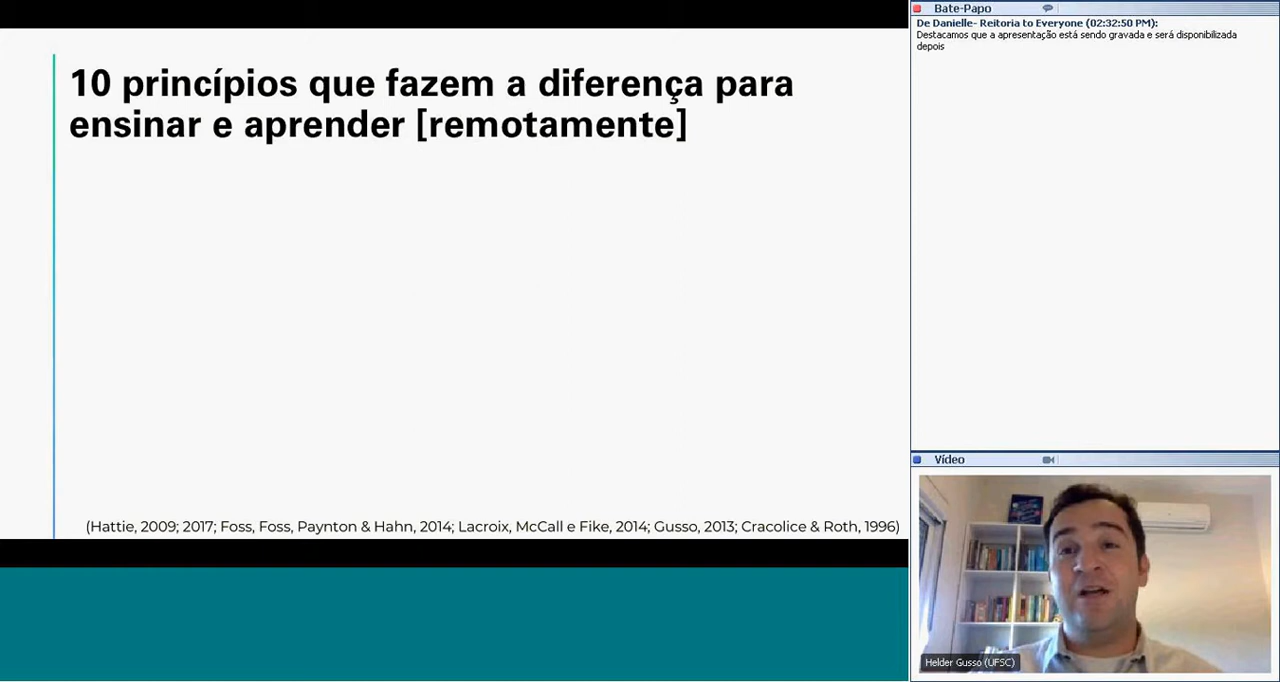 10 princípios que fazem a diferença para
ensinar e aprender [remotamente]
(Hattie, 2009; 2017; Foss, Foss, Paynton & Hahn, 2014; Lacroix, McCall e Fike, 2014; Gusso, 2013; Cracolice & Roth, 1996)
Bate-Papo
De Danielle- Reitoria to Everyone (02:32:50 PM):
Destacamos que a apresentação está sendo gravada e será disponibilizada
depois
Vídeo
Helder Gusso (UFSC)